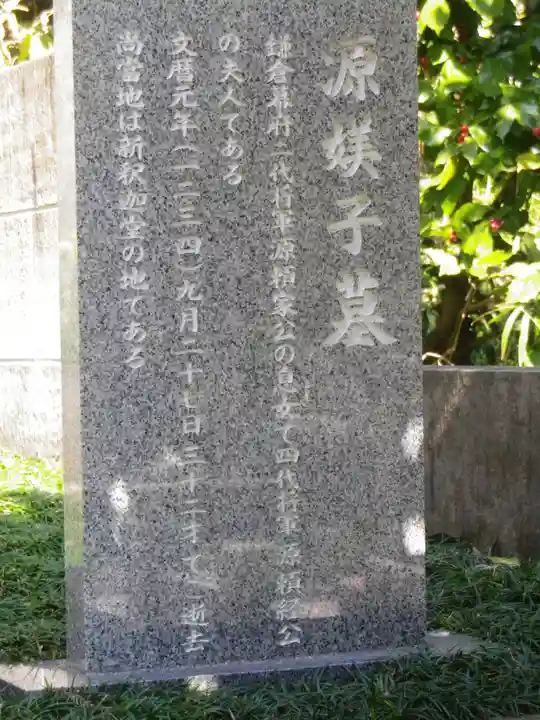 源媄子墓
鎌倉幕府二代将軍源頼家公の息女で四代将軍源頼経公
の夫人である
文暦元年(一二三四)九月二十七日三十二才で逝去
尚当地は新釈迦堂の地である